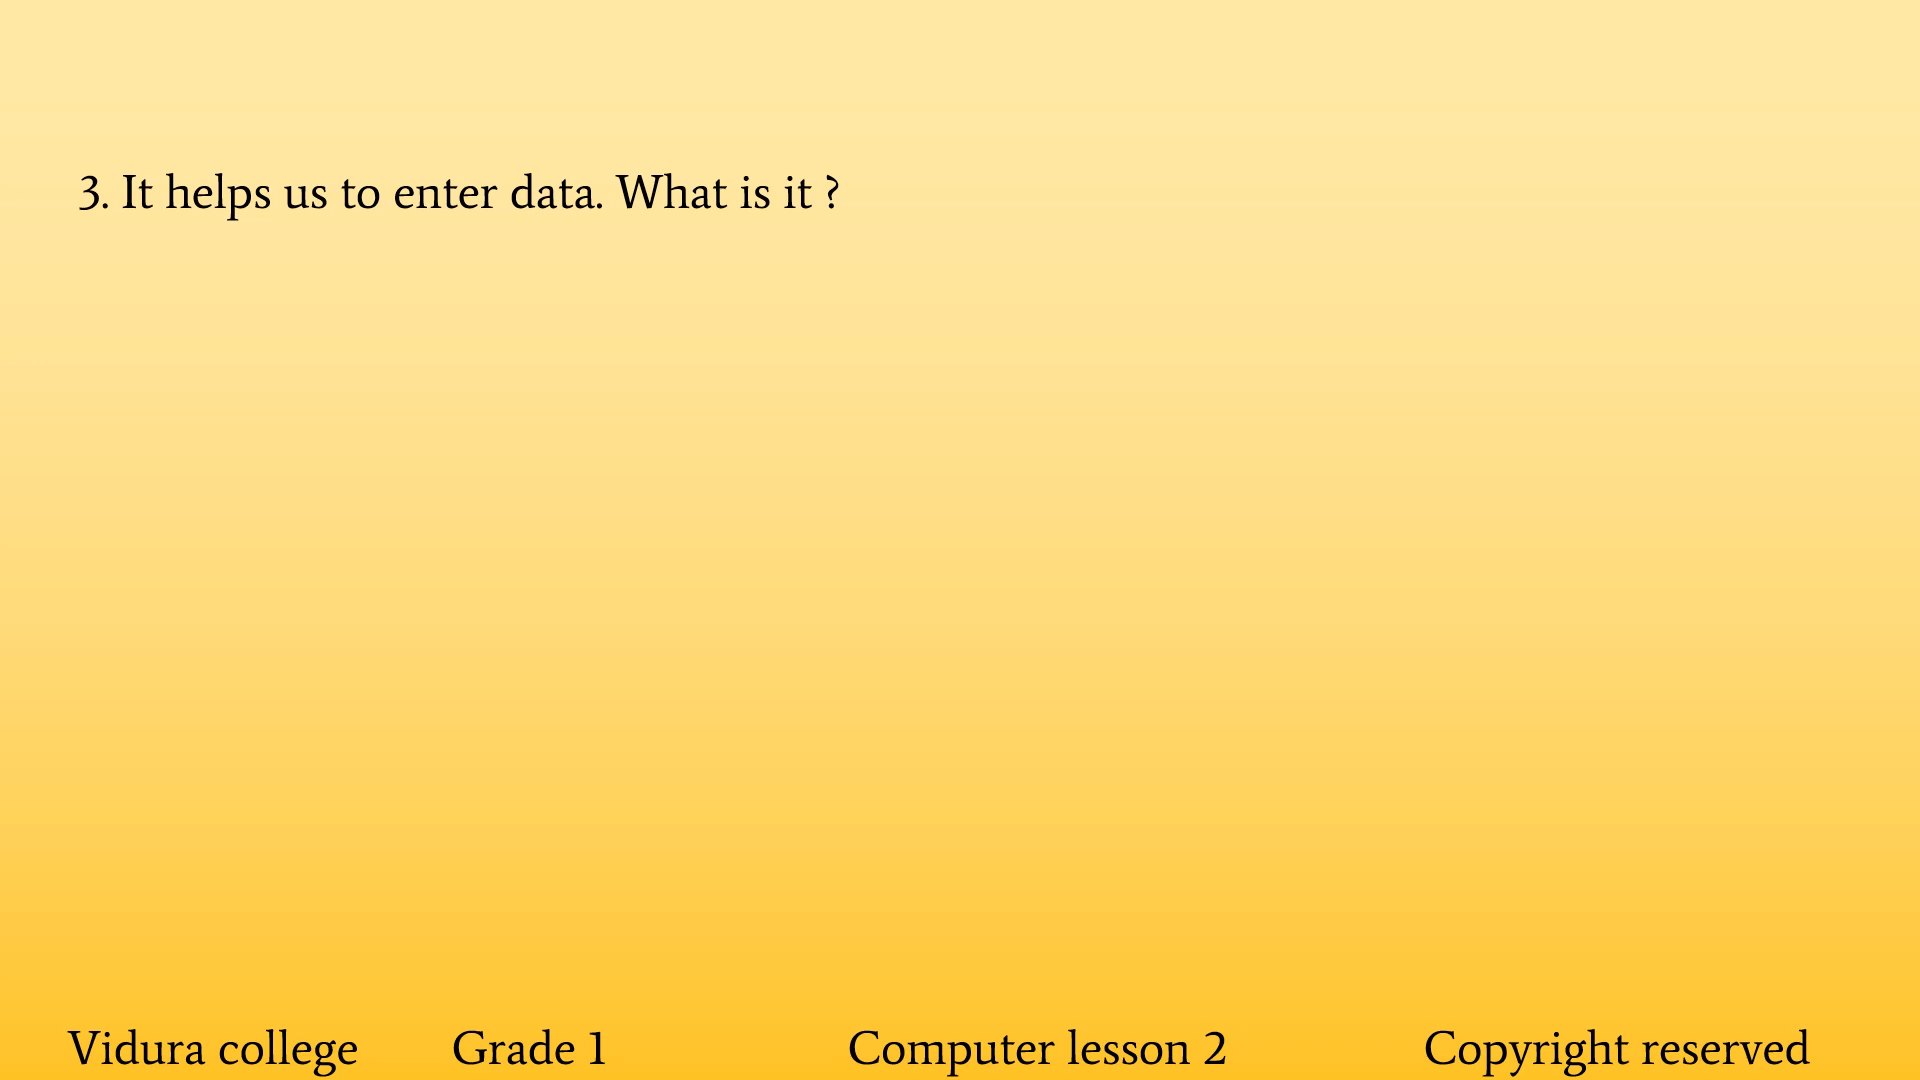 3. It helps us to enter data. What is it ?
Vidura college Grade 1 Computer lesson 2 Copyright reserved